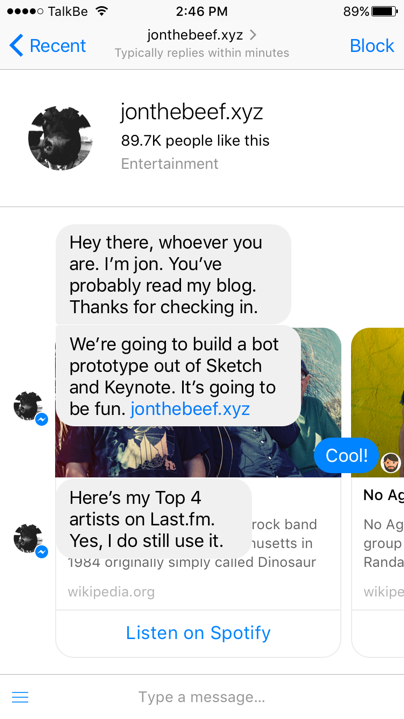 TalkBe 2:46 PM 89%
Recent jonthebeef.xyz Block
Typically replies within minutes
jonthebeef.xyz
89.7K people like this
Entertainment
Hey there, whoever you
are. I’m jon. You’ve
probably read my blog.
Thanks for checking in.
We’re going to build a bot
prototype out of Sketch
and Keynote. It’s going to
be fun. jonthebeef.xyz
Cool!
Here’s my Top 4
artists on Last.fm.
Yes, I do still use it.
rock band
husetts in
1984 originally simply called Dinosaur
wikipedia.org
Listen on Spotify
No Ag
No Ag
group
Randa
wikipe
Type a message...